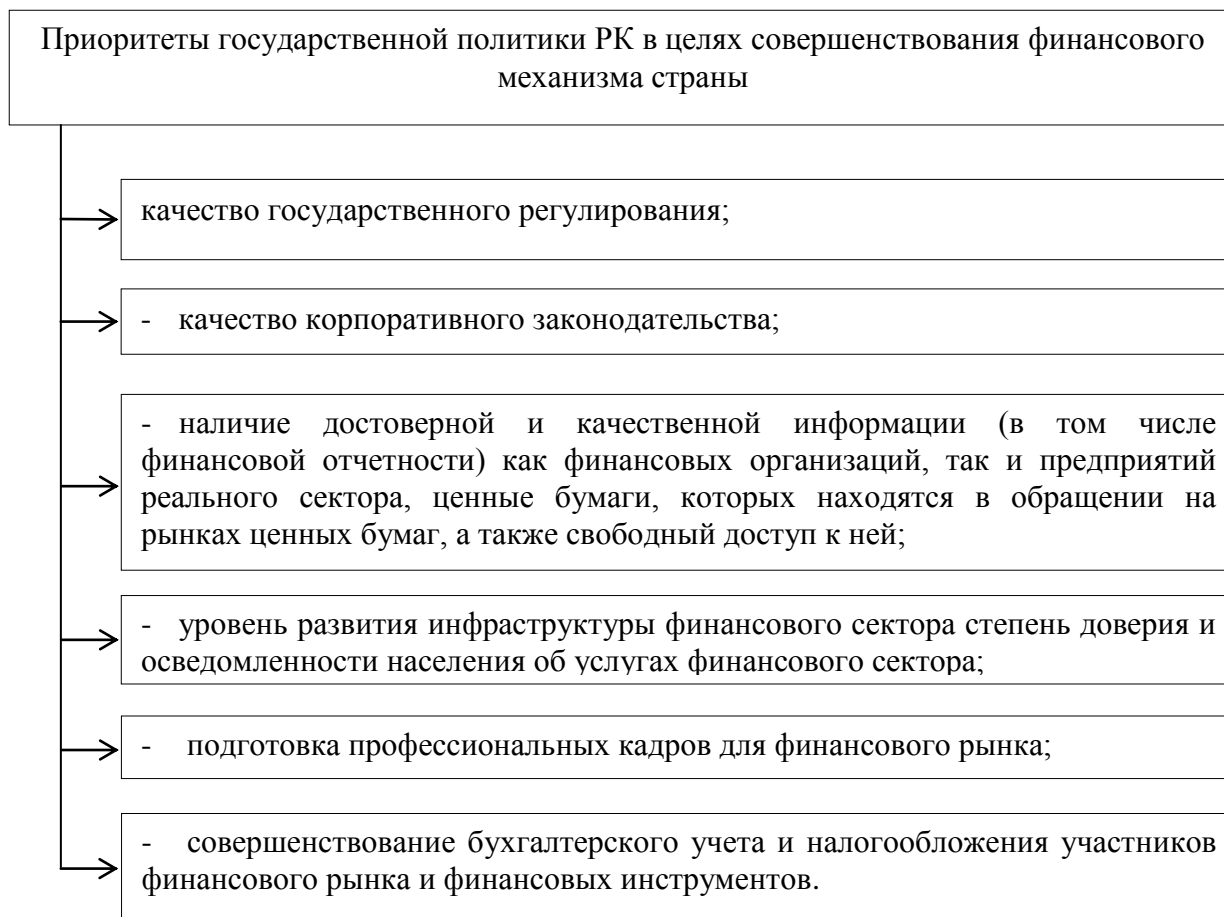 Приоритеты государственной политики РК в целях совершенствования финансового
механизма страны
качество государственного регулирования;
- качество корпоративного законодательства;
- наличие достоверной и качественной информации (в том числе
финансовой отчетности) как финансовых организаций, так и предприятий
реального сектора, ценные бумаги, которых находятся в обращении на
рынках ценных бумаг, а также свободный доступ к ней;
- уровень развития инфраструктуры финансового сектора степень доверия и
осведомленности населения об услугах финансового сектора;
- подготовка профессиональных кадров для финансового рынка;
- совершенствование бухгалтерского учета и налогообложения участников
финансового рынка и финансовых инструментов.